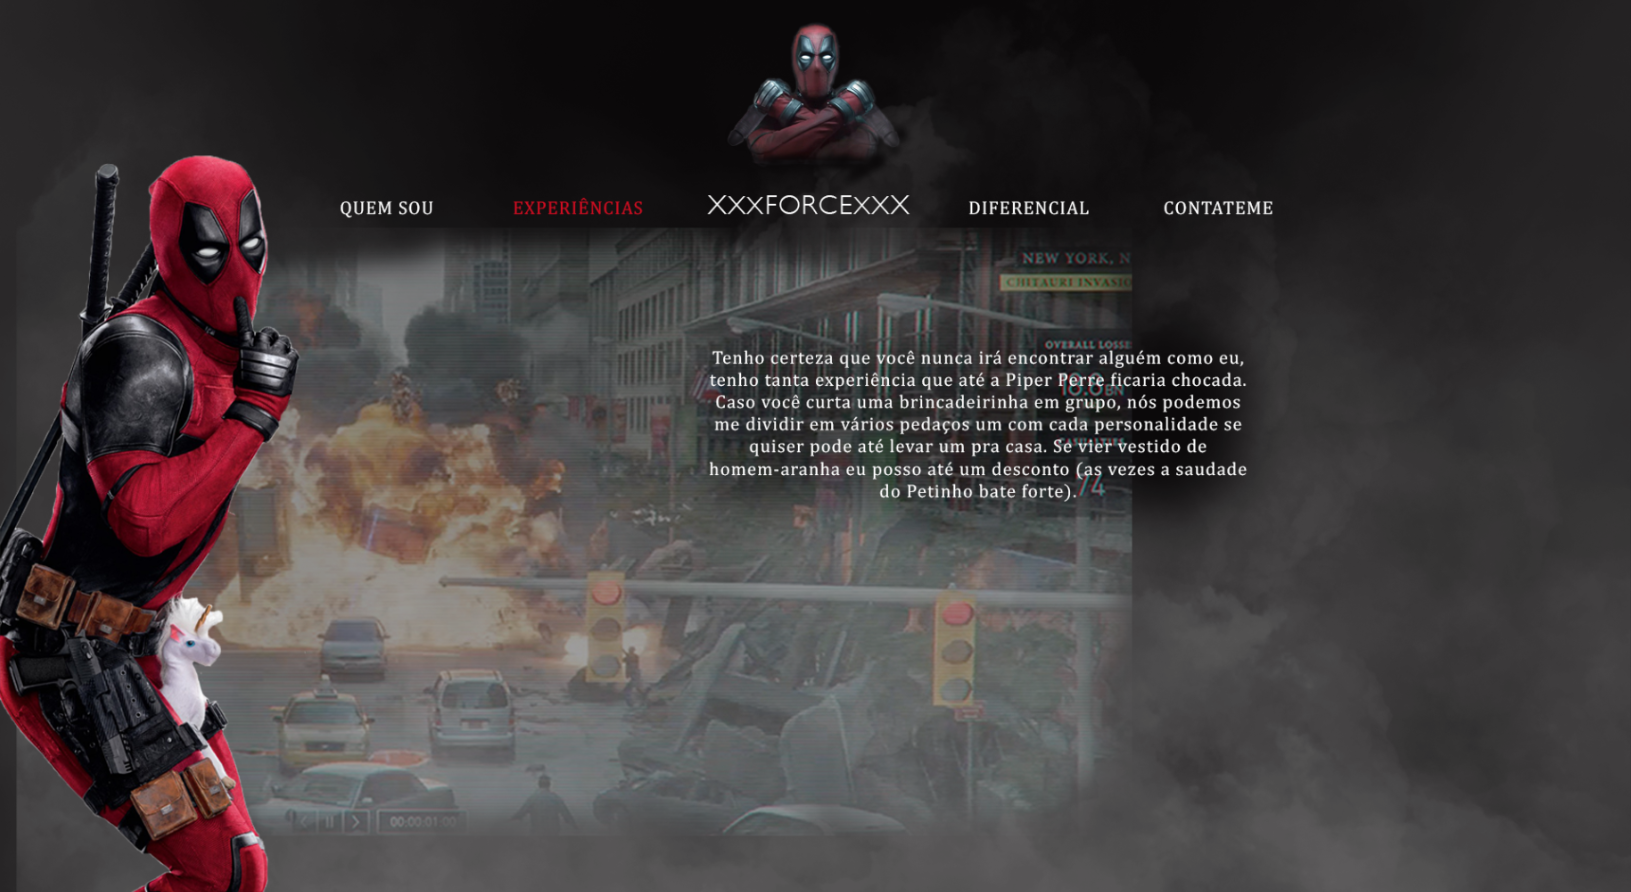 QUEM SOU
EXPERIÊNCIAS
XXXFORCEXXX
DIFERENCIAL
CONTATEME
NEW YORK, N
CHITAURI INVASIO
OVERALL LOSSE
Tenho certeza que você nunca irá encontrar alguém como eu,
tenho tanta experiência que até a Piper Perre ficaria chocada.
18.8BN
Caso você curta uma brincadeirinha em grupo, nós podemos
me dividir em vários pedaços um com cada personalidade se
quiser pode até levar um pra casa. Se vier vestido de
homem-aranha eu posso até um desconto (as vezes a saudade
do Petinho bate forte).
74
00:00:01:00